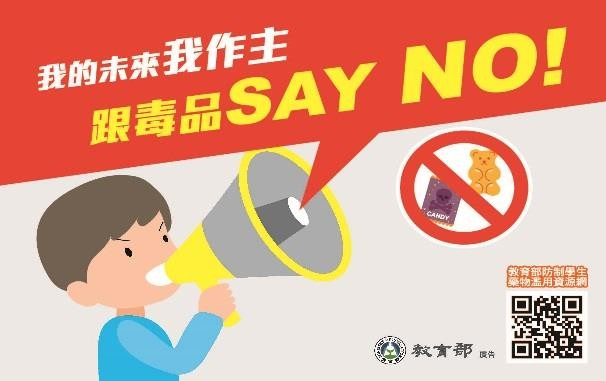 我的未來我作主
跟毒品SAY NO!
CANDY
教育部防制學生
藥物濫用資源網
教育部 廣告